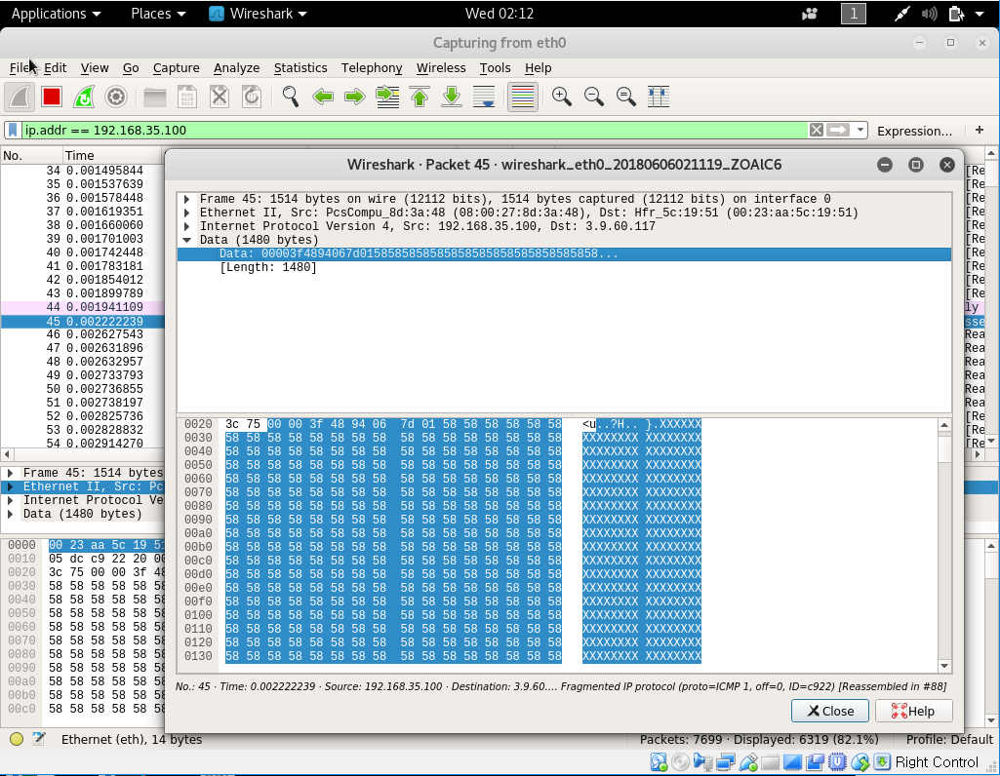 Applications Places Wireshark Wed 02:12 1
Capturing from eth0
File Edit View Go Capture Analyze Statistics Telephony Wireless Tools Help
ip.addr == 192.168.35.100 Expression... +
No. Time
34 0.001495844 [Re
35 0.001537639 [Re
36 0.001578448 [Re
37 0.001619351 [Re
38 0.001660060 [Re
39 0.001701003 [Re
40 0.001742448 [Re
41 0.001783181 [Re
42 0.001854012 [Re
43 0.001899789 [Re
44 0.001941109 ly
45 0.002222239 sse
46 0.002627543 Rea
47 0.002631896 Rea
48 0.002632957 Rea
49 0.002733793 Rea
50 0.002736855 Rea
51 0.002738197 Rea
52 0.002825736 Rea
53 0.002828832 Rea
54 0.002914270 Rea
Wireshark · Packet 45 · wireshark_eth0_20180606021119_ZOAlC6
Frame 45: 1514 bytes on wire (12112 bits), 1514 bytes captured (12112 bits) on interface 0
Ethernet II, Src: PcsCompu_8d:3a:48 (08:00:27:8d:3a:48), Dst: Hfr_5c:19:51 (00:23:aa:5c:19:51)
Internet Protocol Version 4, Src: 192.168.35.100, Dst: 3.9.60.117
Data (1480 bytes)
Data: 00003f4894067d0158585858585858585858585858585858...
[Length: 1480]
0020 3c 75 00 00 3f 48 94 06 7d 01 58 58 58 58 58 58 <u..?H.. }.XXXXXX
0030 58 58 58 58 58 58 58 58 58 58 58 58 58 58 58 58 XXXXXXXX XXXXXXXX
0040 58 58 58 58 58 58 58 58 58 58 58 58 58 58 58 58 XXXXXXXX XXXXXXXX
0050 58 58 58 58 58 58 58 58 58 58 58 58 58 58 58 58 XXXXXXXX XXXXXXXX
0060 58 58 58 58 58 58 58 58 58 58 58 58 58 58 58 58 XXXXXXXX XXXXXXXX
0070 58 58 58 58 58 58 58 58 58 58 58 58 58 58 58 58 XXXXXXXX XXXXXXXX
0080 58 58 58 58 58 58 58 58 58 58 58 58 58 58 58 58 XXXXXXXX XXXXXXXX
0090 58 58 58 58 58 58 58 58 58 58 58 58 58 58 58 58 XXXXXXXX XXXXXXXX
00a0 58 58 58 58 58 58 58 58 58 58 58 58 58 58 58 58 XXXXXXXX XXXXXXXX
00b0 58 58 58 58 58 58 58 58 58 58 58 58 58 58 58 58 XXXXXXXX XXXXXXXX
00c0 58 58 58 58 58 58 58 58 58 58 58 58 58 58 58 58 XXXXXXXX XXXXXXXX
00d0 58 58 58 58 58 58 58 58 58 58 58 58 58 58 58 58 XXXXXXXX XXXXXXXX
00e0 58 58 58 58 58 58 58 58 58 58 58 58 58 58 58 58 XXXXXXXX XXXXXXXX
00f0 58 58 58 58 58 58 58 58 58 58 58 58 58 58 58 58 XXXXXXXX XXXXXXXX
0100 58 58 58 58 58 58 58 58 58 58 58 58 58 58 58 58 XXXXXXXX XXXXXXXX
0110 58 58 58 58 58 58 58 58 58 58 58 58 58 58 58 58 XXXXXXXX XXXXXXXX
0120 58 58 58 58 58 58 58 58 58 58 58 58 58 58 58 58 XXXXXXXX XXXXXXXX
0130 58 58 58 58 58 58 58 58 58 58 58 58 58 58 58 58 XXXXXXXX XXXXXXXX
No.: 45 · Time: 0.002222239 · Source: 192.168.35.100 · Destination: 3.9.60.... Fragmented IP protocol (proto=ICMP 1, off=0, ID=c922) [Reassembled in #88]
Close Help
Frame 45: 1514 bytes
Ethernet II, Src: Pc
Internet Protocol Ve
Data (1480 bytes)
0000 00 23 aa 5c 19 51
0010 05 dc c9 22 20 00
0020 3c 75 00 00 3f 48
0030 58 58 58 58 58 58
0040 58 58 58 58 58 58
0050 58 58 58 58 58 58
0060 58 58 58 58 58 58
0070 58 58 58 58 58 58
0080 58 58 58 58 58 58
0090 58 58 58 58 58 58
00a0 58 58 58 58 58 58
00b0 58 58 58 58 58 58
00c0 58 58 58 58 58 58
Ethernet (eth), 14 bytes Packets: 7699 · Displayed: 6319 (82.1%) Profile: Default
Right Control